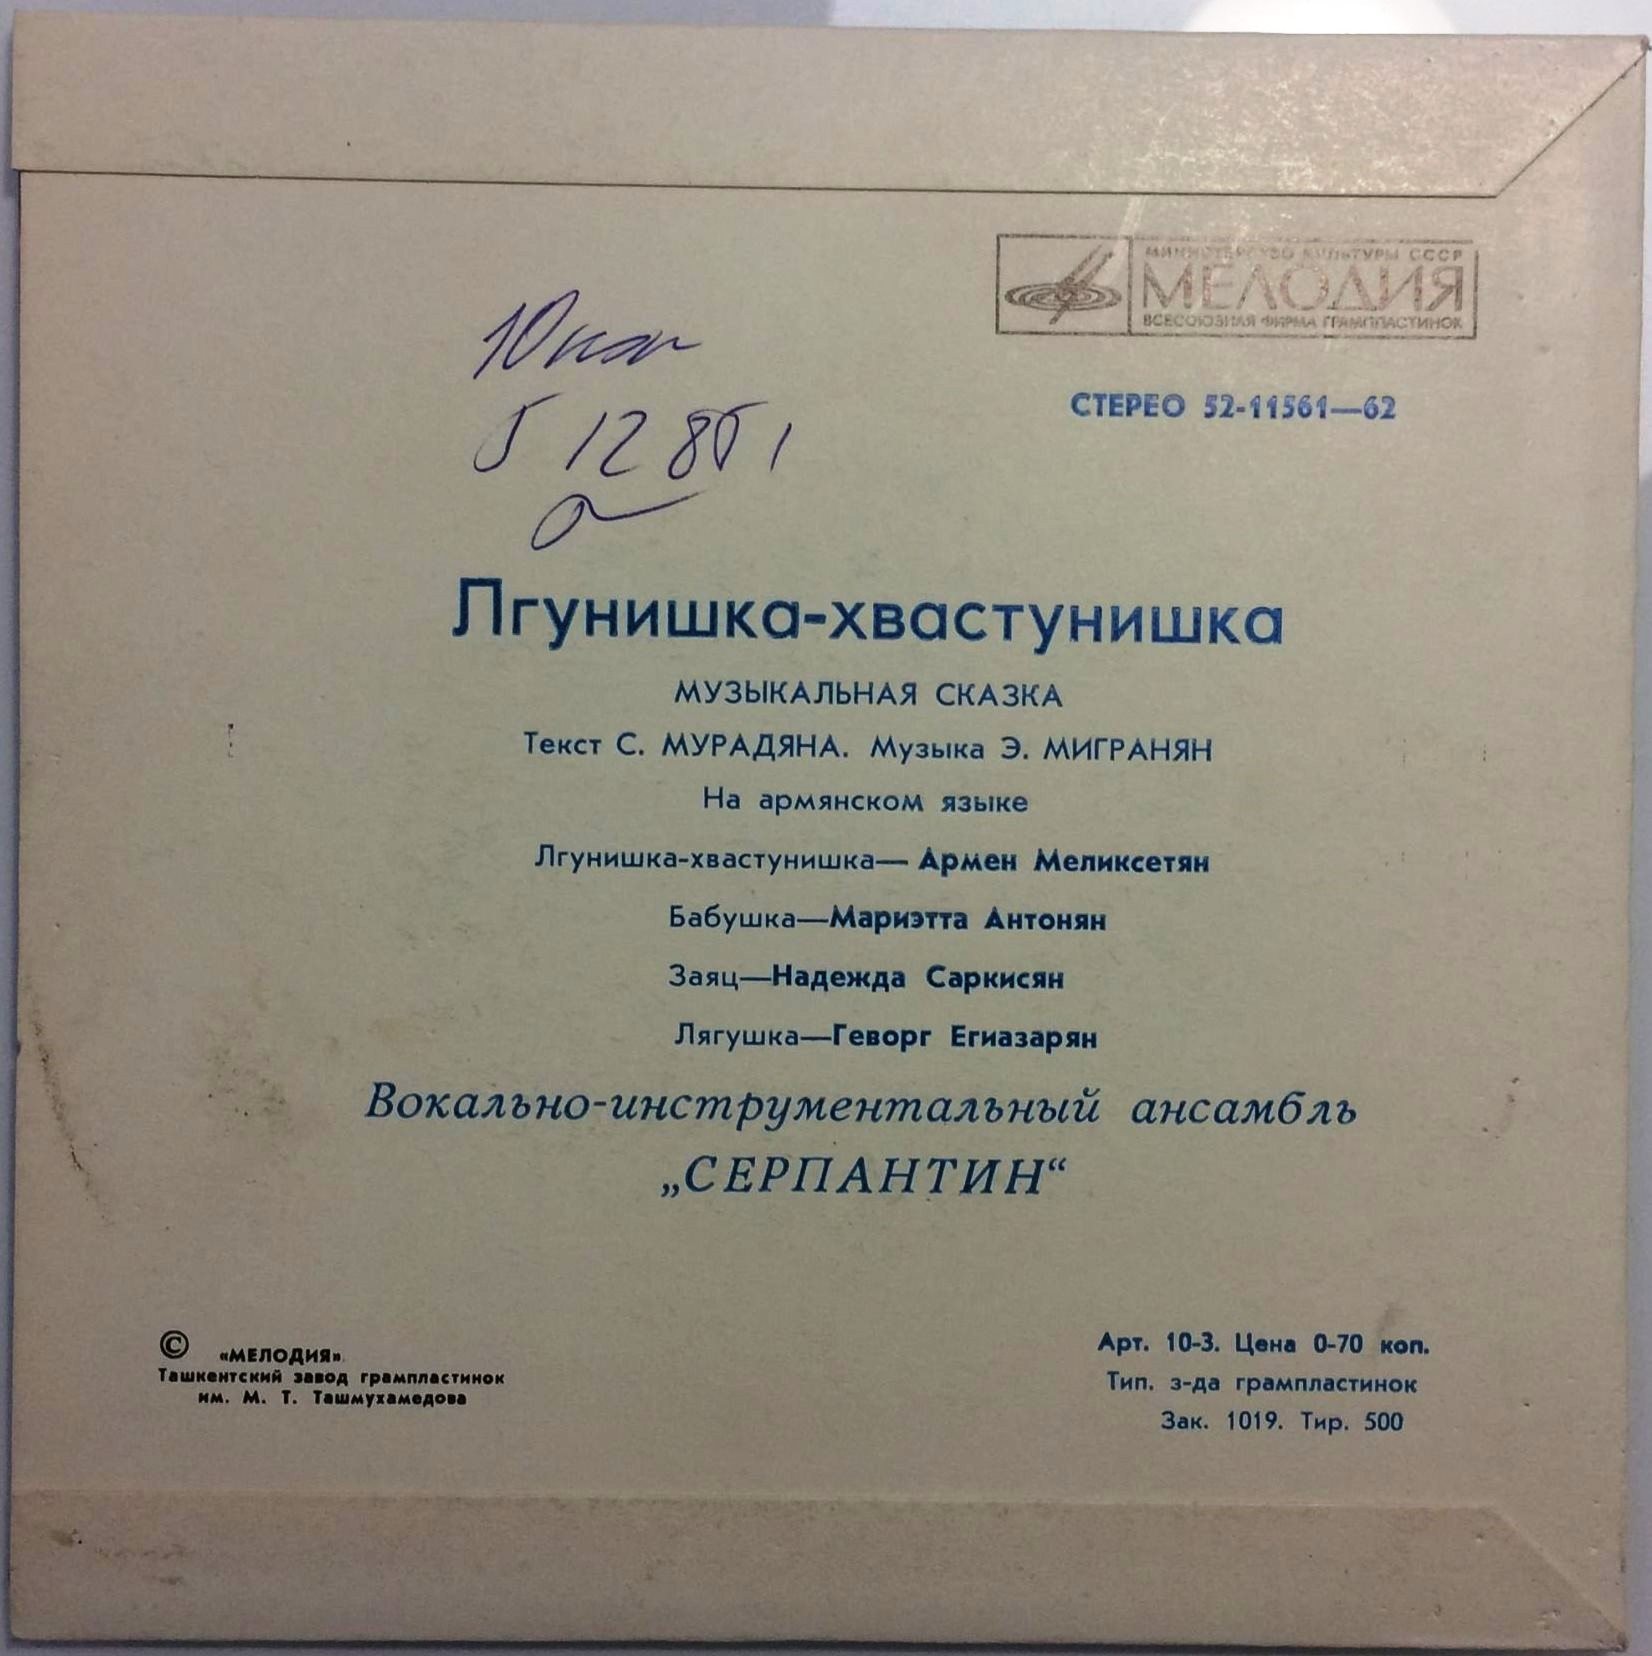 МИНИСТЕРСТВО КУЛЬТУРЫ СССР
МЕЛОДИЯ
ВСЕСОЮЗНАЯ ФИРМА ГРАМПЛАСТИНОК
СТЕРЕО 52-11561—62
Лгунишка-хвастунишка
МУЗЫКАЛЬНАЯ СКАЗКА
Текст С. МУРАДЯНА. Музыка Э. МИГРАНЯН
На армянском языке
Лгунишка-хвастунишка— Армен Меликсетян
Бабушка—Мариэтта Антонян
Заяц—Надежда Саркисян
Лягушка—Геворг Егиазарян
Вокально-инструментальный ансамбль
„СЕРПАНТИН“
© «МЕЛОДИЯ»
Ташкентский завод грампластинок
им. М. Т. Ташмухамедова
Арт. 10-3. Цена 0-70 коп.
Тип. з-да грампластинок
Зак. 1019. Тир. 500